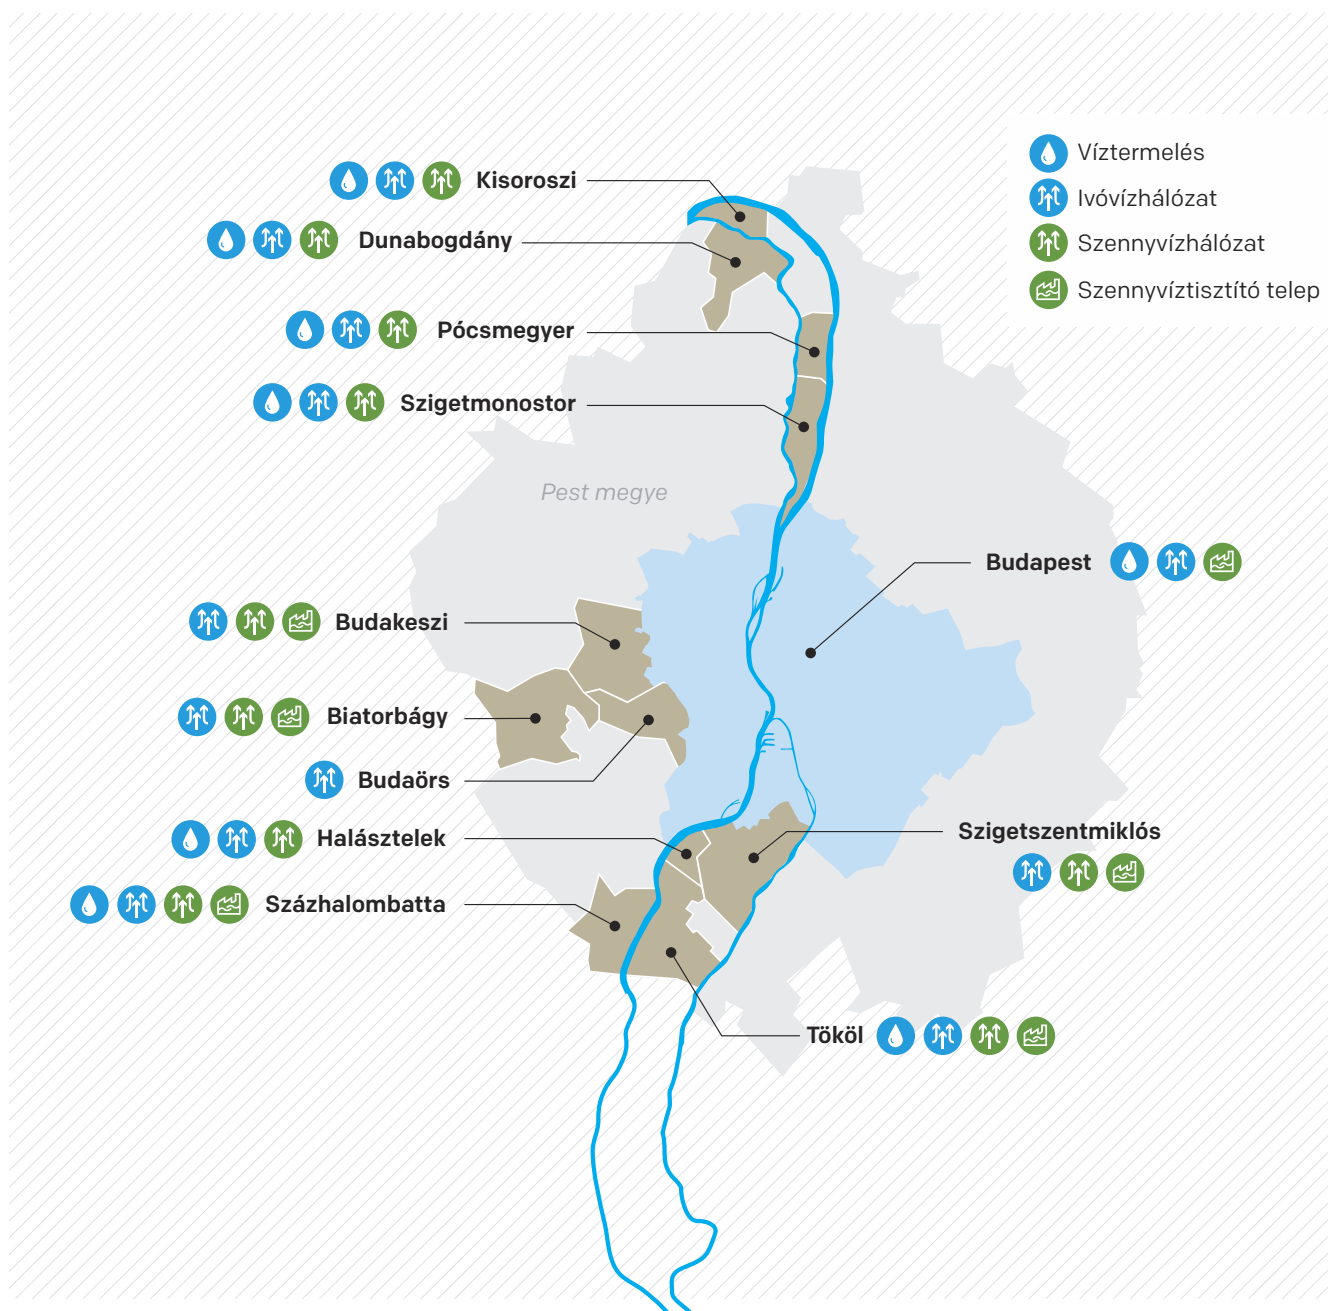 Víztermelés
Ivóvízhálózat
Szennyvízhálózat
Szennyvíztisztító telep
Kisoroszi
Dunabogdány
Pócsmegyer
Szigetmonostor
Pest megye
Budapest
Budakeszi
Biatorbágy
Budaörs
Halásztelek
Szigetszentmiklós
Százhalombatta
Tököl